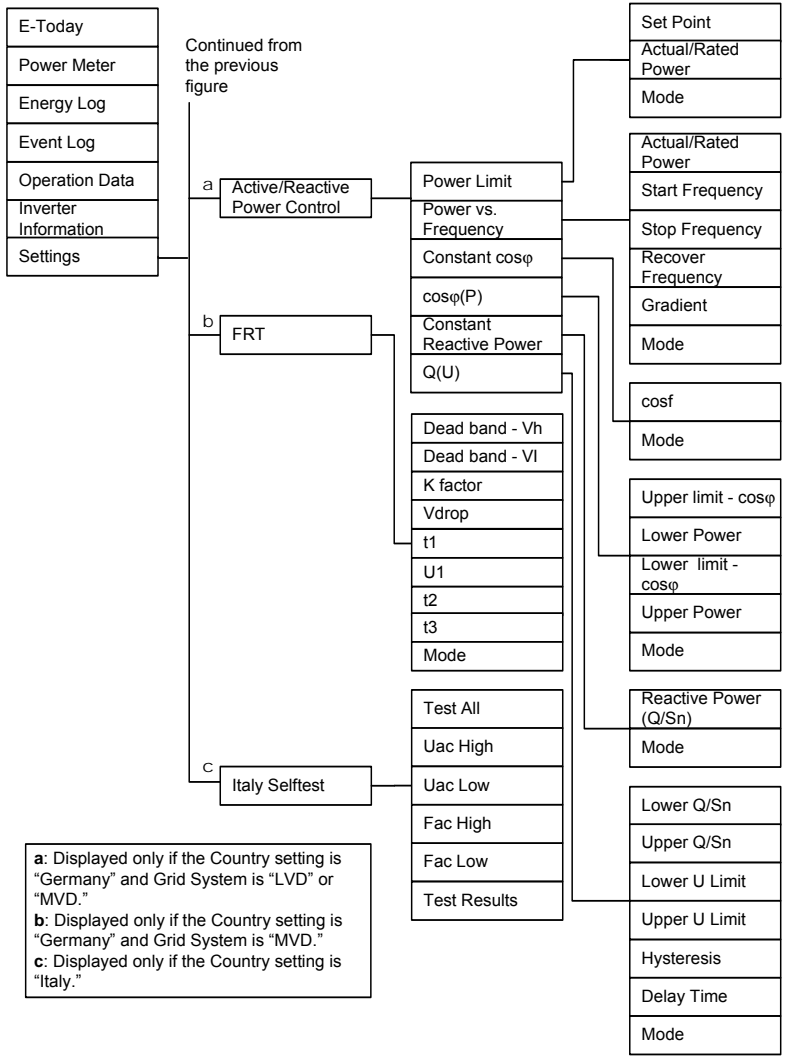 E-Today
Power Meter
Energy Log
Event Log
Operation Data
Inverter
Information
Settings
Continued from
the previous
figure
a
Active/Reactive
Power Control
b
FRT
c
Italy Selftest
Power Limit
Power vs.
Frequency
Constant cosφ
cosφ(P)
Constant
Reactive Power
Q(U)
Dead band - Vh
Dead band - Vl
K factor
Vdrop
t1
U1
t2
t3
Mode
Test All
Uac High
Uac Low
Fac High
Fac Low
Test Results
Set Point
Actual/Rated
Power
Mode
Actual/Rated
Power
Start Frequency
Stop Frequency
Recover
Frequency
Gradient
Mode
cosf
Mode
Upper limit - cosφ
Lower Power
Lower limit -
cosφ
Upper Power
Mode
Reactive Power
(Q/Sn)
Mode
Lower Q/Sn
Upper Q/Sn
Lower U Limit
Upper U Limit
Hysteresis
Delay Time
Mode
a: Displayed only if the Country setting is
“Germany” and Grid System is “LVD” or
“MVD.”
b: Displayed only if the Country setting is
“Germany” and Grid System is “MVD.”
c: Displayed only if the Country setting is
“Italy.”